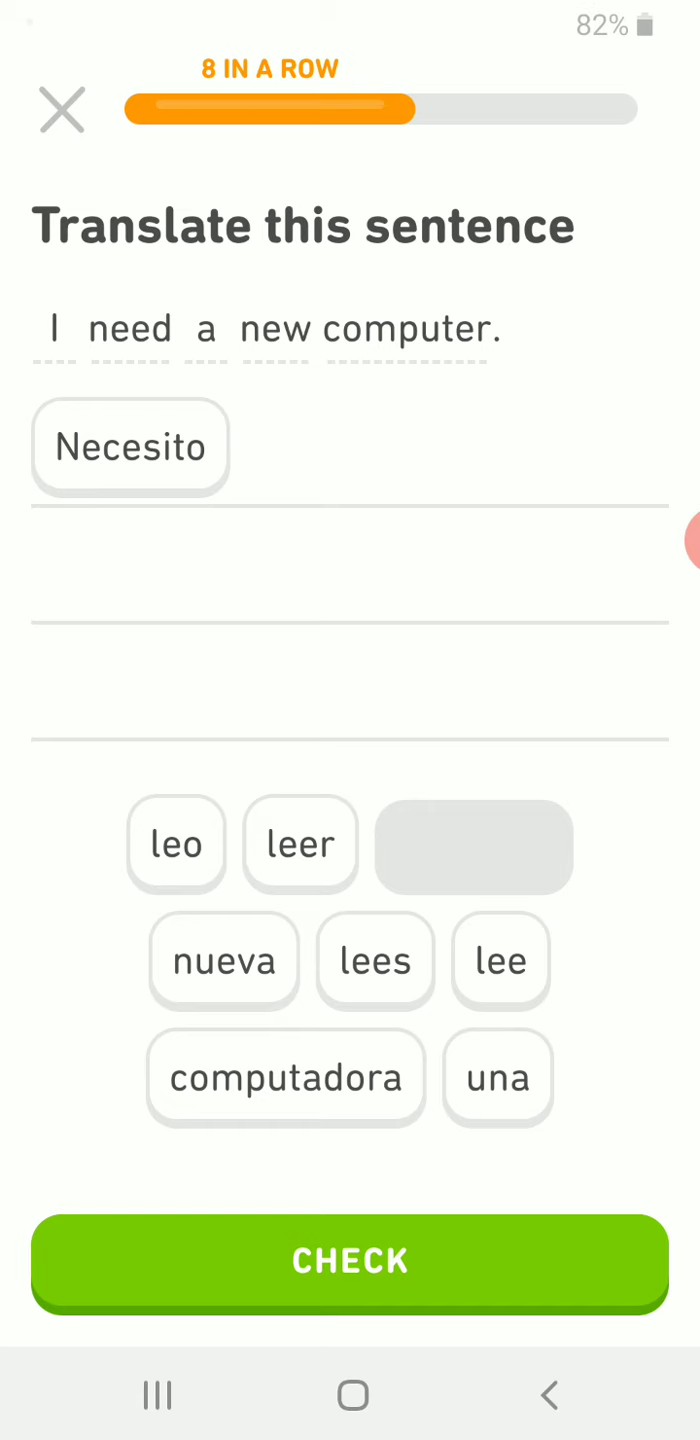 82%
8 IN A ROW
Translate this sentence
I need a new computer.
Necesito
leo leer
nueva lees lee
computadora una
CHECK